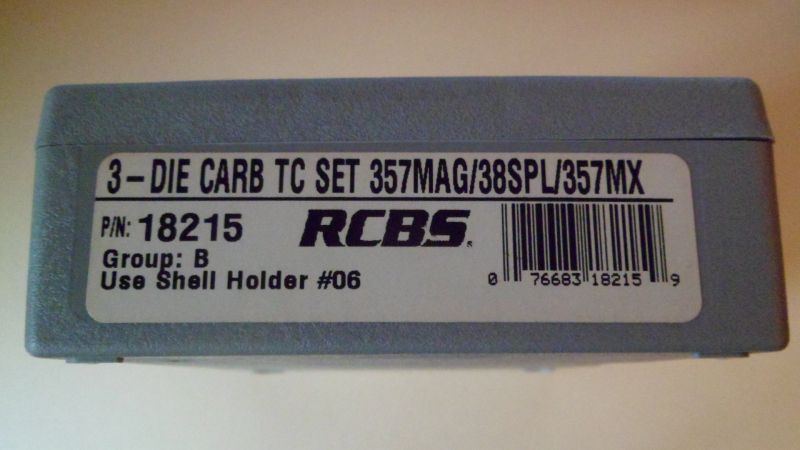 3-DIE CARB TC SET 357MAG/38SPL/357MX
P/N: 18215
RCBS
Group: B
Use Shell Holder #06
0 76683 18215 9